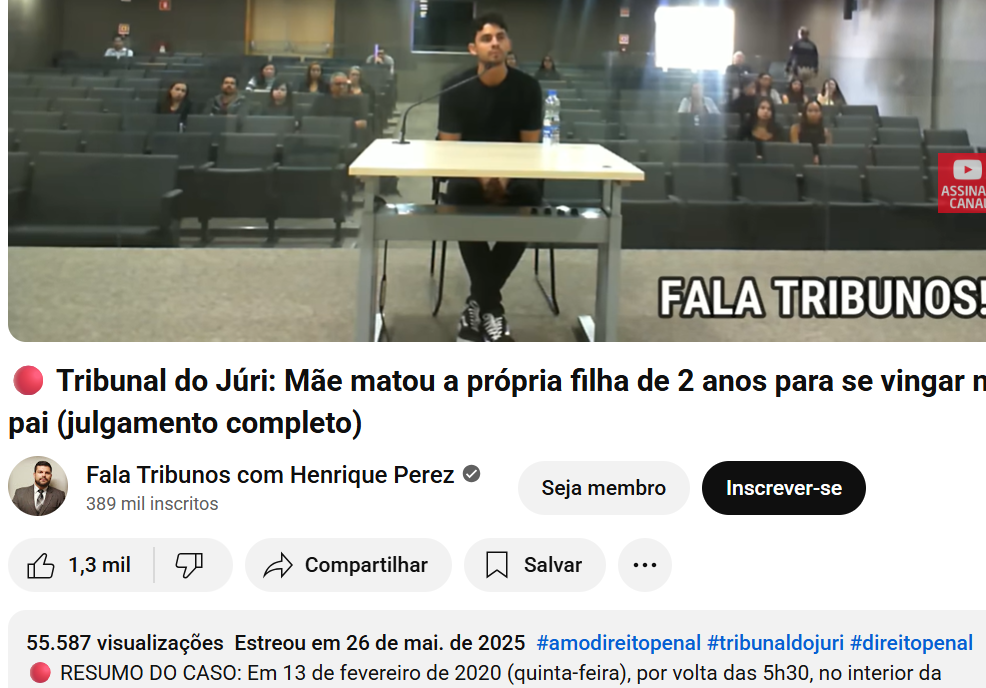 ASSINA
CANA
FALA TRIBUNOS!
Tribunal do Júri: Mãe matou a própria filha de 2 anos para se vingar
pai (julgamento completo)
Fala Tribunos com Henrique Perez
389 mil inscritos
Seja membro
Inscrever-se
1,3 mil
Compartilhar
Salvar
55.587 visualizações Estreou em 26 de mai. de 2025 #amodireitopenal #tribunaldojuri #direitopenal
RESUMO DO CASO: Em 13 de fevereiro de 2020 (quinta-feira), por volta das 5h30, no interior da